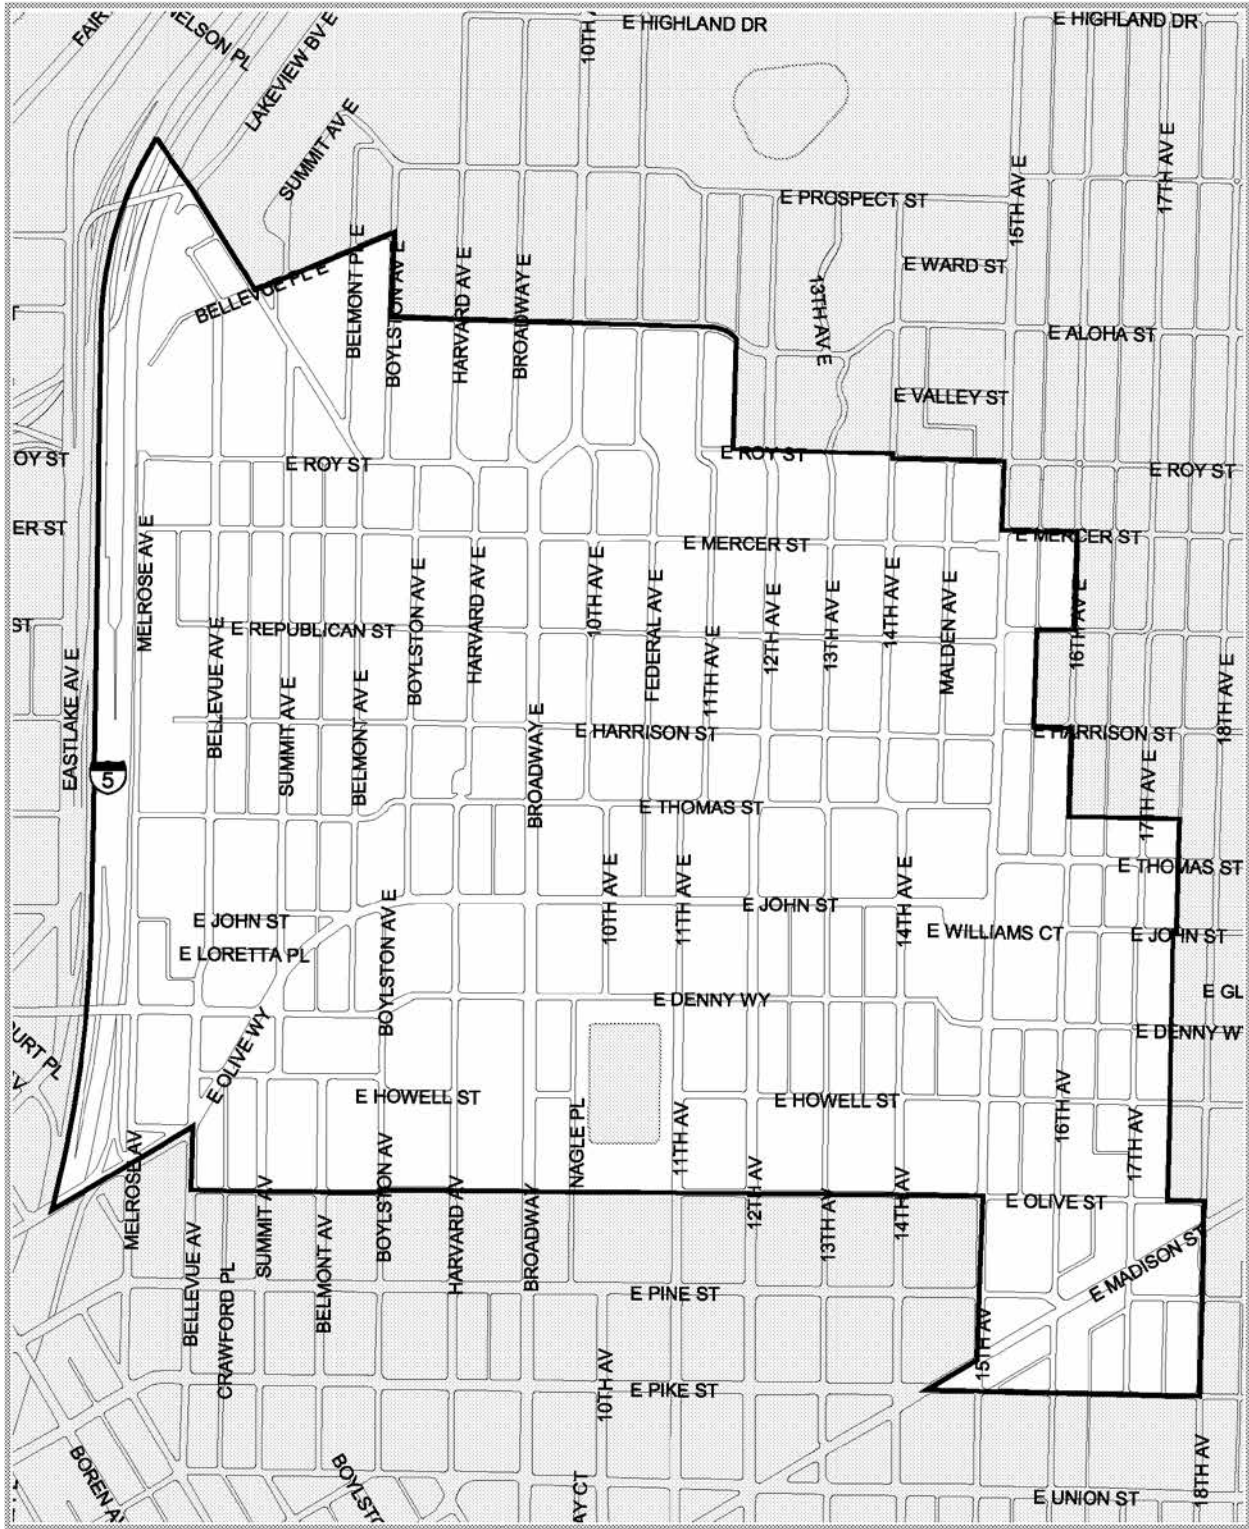 FAIR
NELSON PL
LAKEVIEW BV E
10TH
E HIGHLAND DR
E HIGHLAND DR
SUMMIT AV E
E PROSPECT ST
15TH AV E
17TH AV E
E WARD ST
BELLEVUE PL E
BELMONT PL E
BOYLSTON AV E
HARVARD AV E
BROADWAY E
13TH AV E
E ALOHA ST
E VALLEY ST
OY ST
E ROY ST
E ROY ST
E ROY ST
ER ST
MELROSE AV E
E MERCER ST
E MERCER ST
ST
BELLEVUE AV E
E REPUBLICAN ST
BOYLSTON AV E
HARVARD AV E
10TH AV E
FEDERAL AV E
11TH AV E
12TH AV E
13TH AV E
14TH AV E
MALDEN AV E
16TH AV E
18TH AV E
EASTLAKE AV E
SUMMIT AV E
BELMONT AV E
BROADWAY E
E HARRISON ST
E HARRISON ST
5
E THOMAS ST
17TH AV E
10TH AV E
11TH AV E
14TH AV E
E THOMAS ST
E JOHN ST
BOYLSTON AV E
E JOHN ST
E WILLIAMS CT
E JOHN ST
E LORETTA PL
E DENNY WY
E GL
E DENNY W
URT PL
E OLIVE WY
E HOWELL ST
E HOWELL ST
16TH AV
17TH AV
MELROSE AV
NAGLE PL
11TH AV
BELLEVUE AV
CRAWFORD PL
SUMMIT AV
BELMONT AV
BOYLSTON AV
HARVARD AV
BROADWAY
12TH AV
13TH AV
14TH AV
E OLIVE ST
E MADISON ST
E PINE ST
15TH AV
10TH AV
E PIKE ST
BOREN A
BOYLST
AY CT
E UNION ST
18TH AV